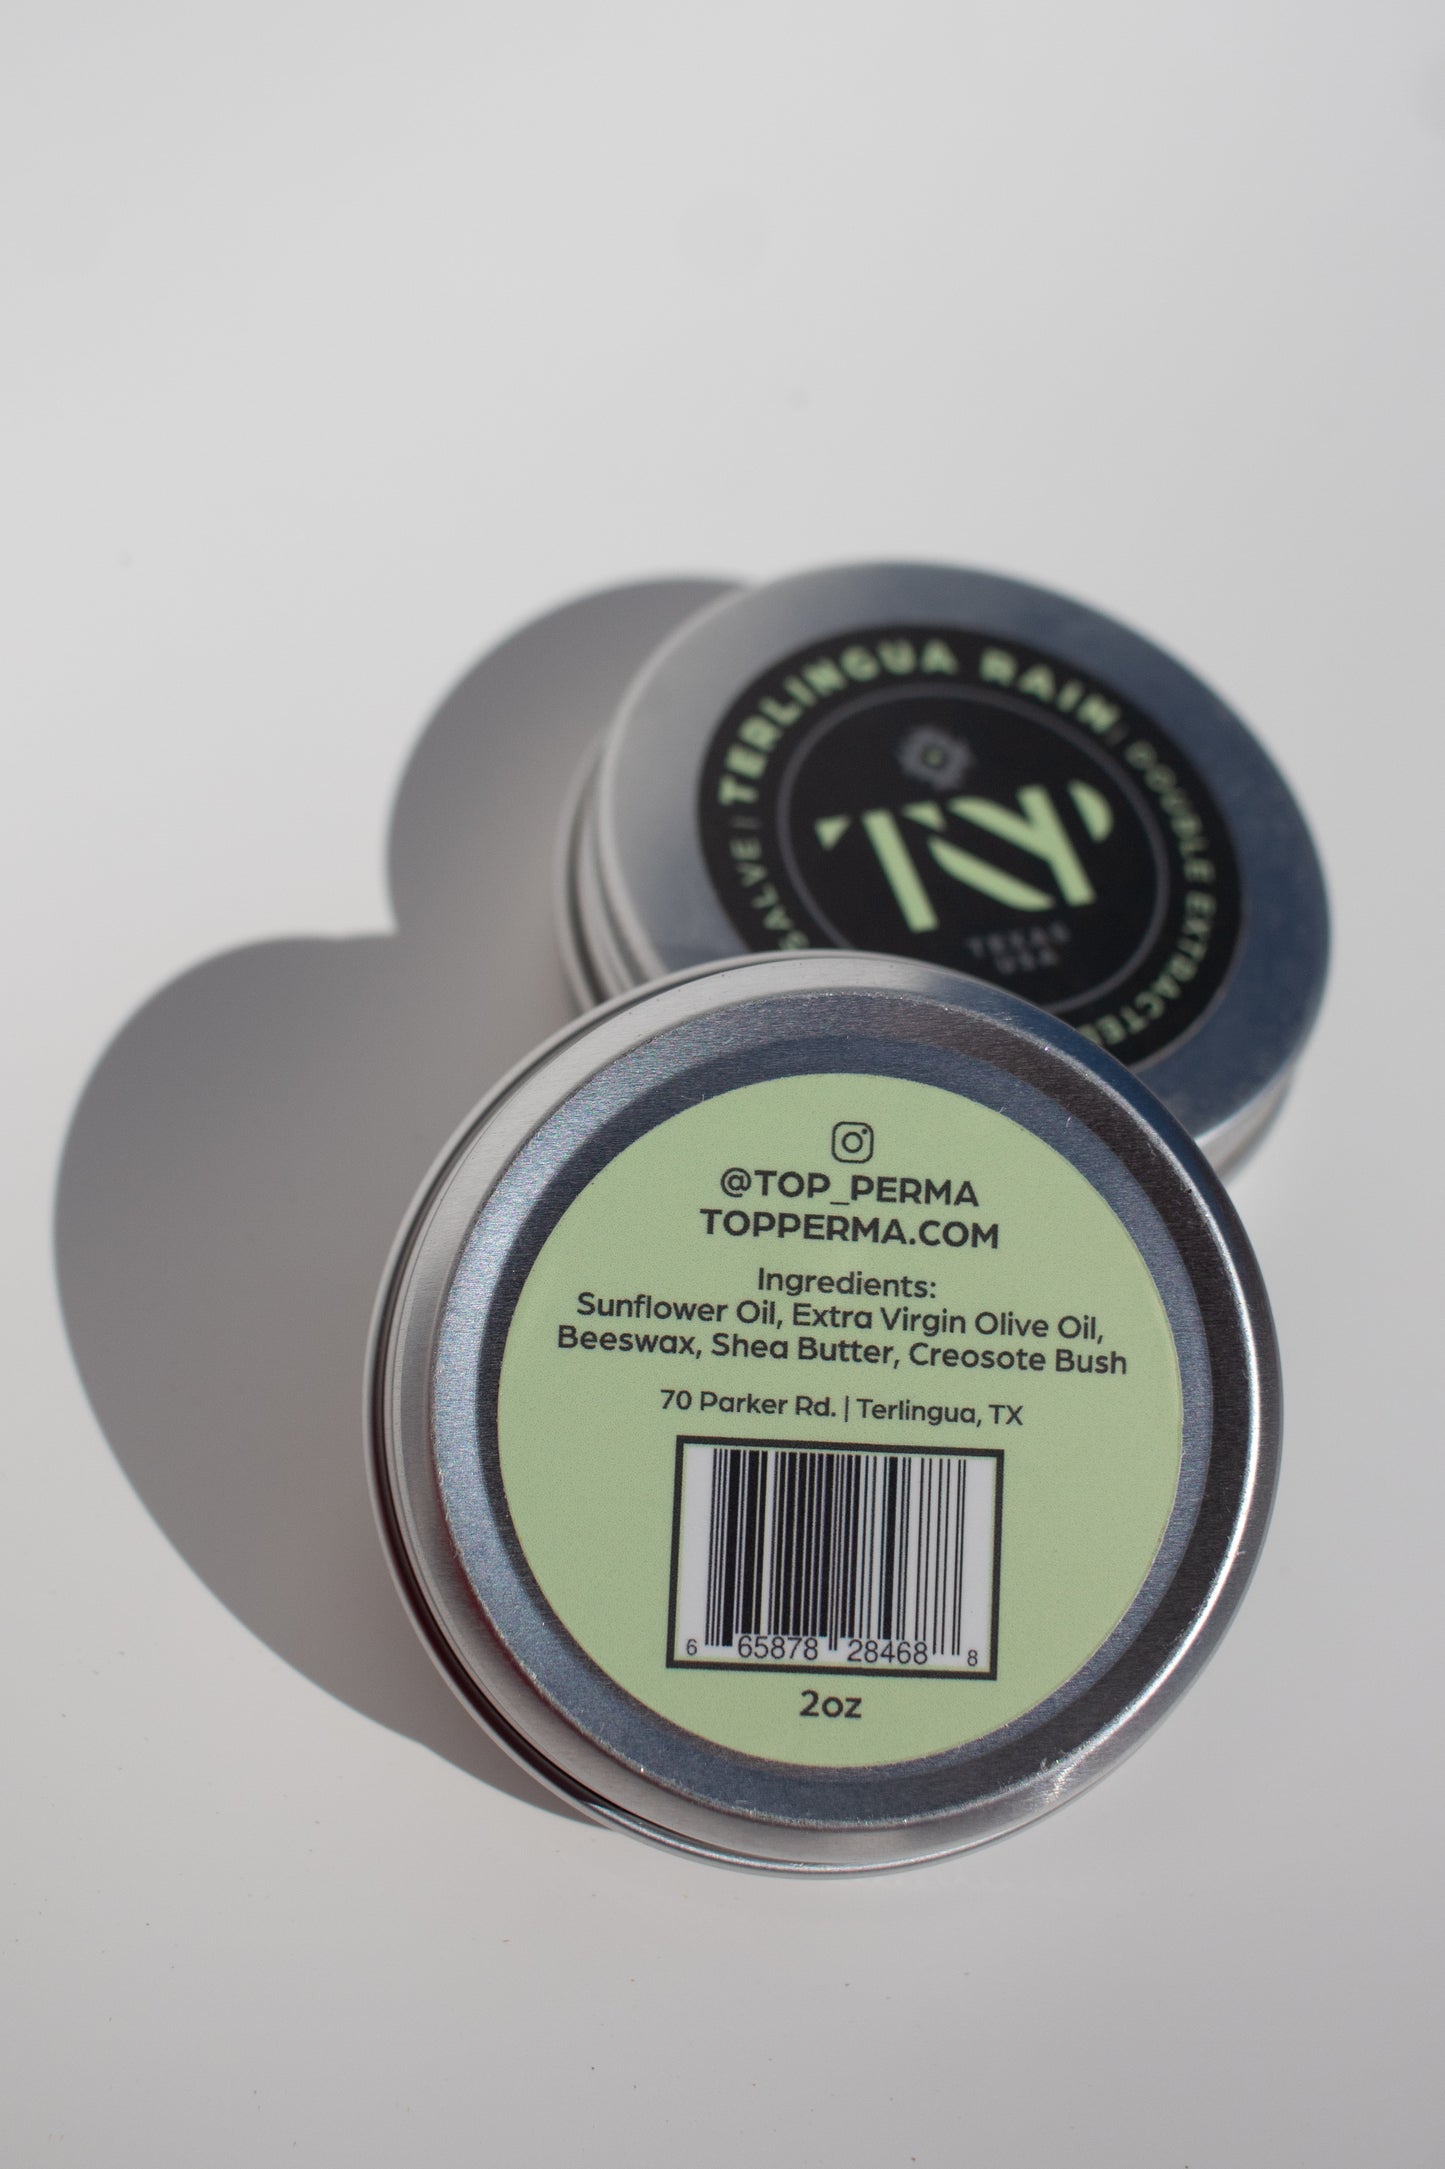 SALVE | TERLINGUA RAIN | DOUBLE EXTRACTED
TOP
TEXAS
USA
@TOP_PERMA
TOPPERMA.COM
Ingredients:
Sunflower Oil, Extra Virgin Olive Oil,
Beeswax, Shea Butter, Creosote Bush
70 Parker Rd. | Terlingua, TX
6 65878 28468 8
2oz